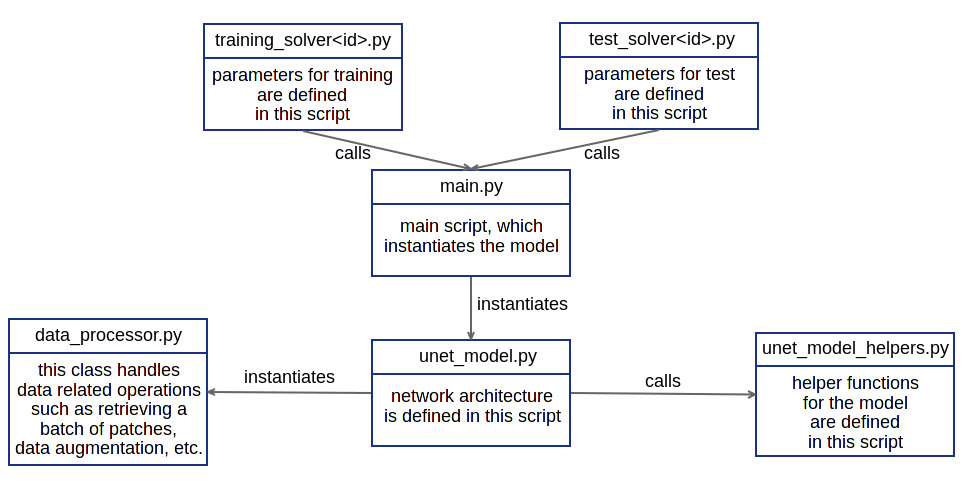 training_solver<id>.py
parameters for training
are defined
in this script
test_solver<id>.py
parameters for test
are defined
in this script
calls
calls
main.py
main script, which
instantiates the model
instantiates
data_processor.py
this class handles
data related operations
such as retrieving a
batch of patches,
data augmentation, etc.
instantiates
unet_model.py
network architecture
is defined in this script
calls
unet_model_helpers.py
helper functions
for the model
are defined
in this script